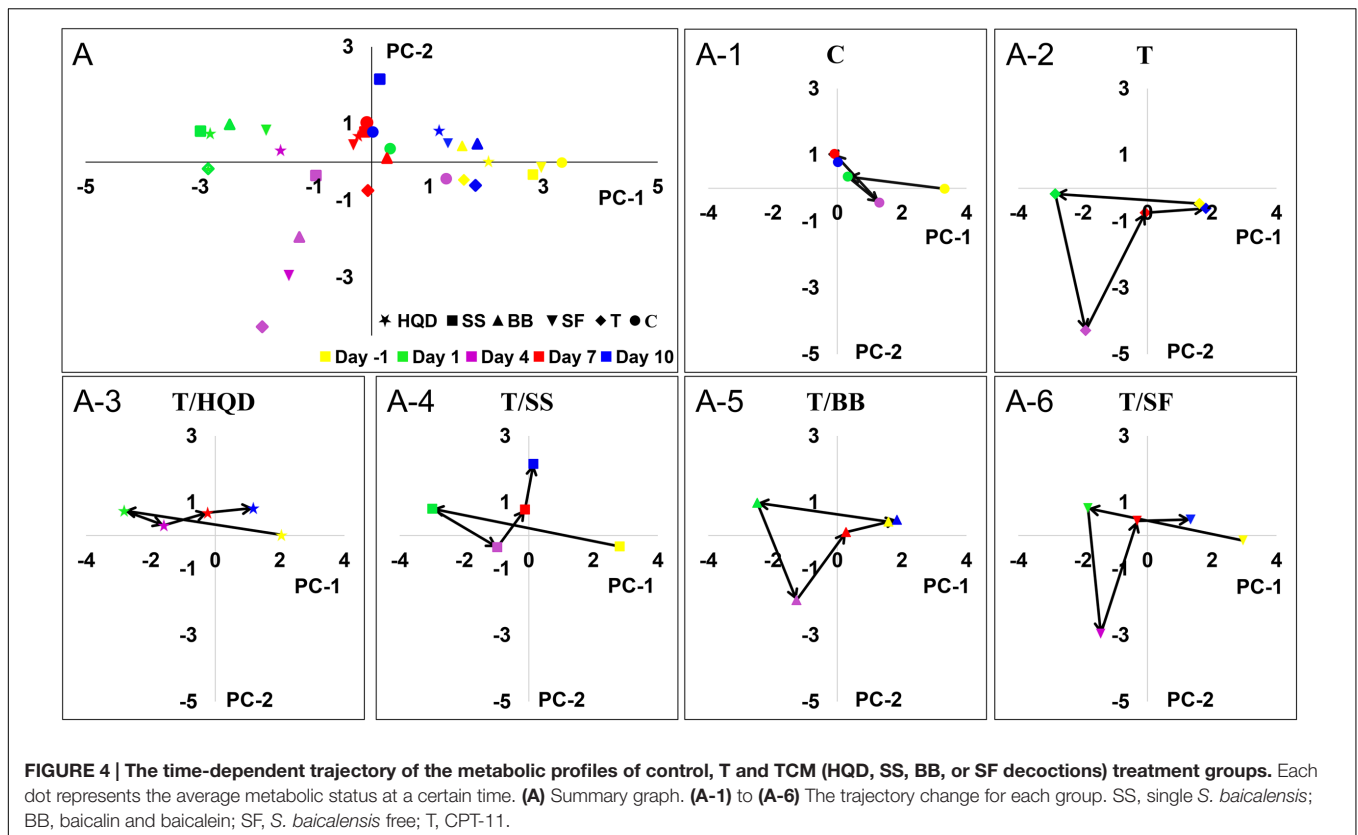 A
PC-2
3
1
-5
-3
-1
1
3
5
-1
PC-1
-3
HQD SS BB SF T C
Day -1 Day 1 Day 4 Day 7 Day 10
A-1 C
3
1
-4 -2 0 2 4
-1
PC-1
-3
-5 PC-2
A-2 T
3
1
-4 -2 0 2 4
-1
PC-1
-3
-5 PC-2
A-3 T/HQD
3
1
-4 -2 0 2 4
-1
PC-1
-3
-5 PC-2
A-4 T/SS
3
1
-4 -2 0 2 4
-1
PC-1
-3
-5 PC-2
A-5 T/BB
3
1
-4 -2 0 2 4
-1
PC-1
-3
-5 PC-2
A-6 T/SF
3
1
-4 -2 0 2 4
-1
PC-1
-3
-5 PC-2
FIGURE 4 | The time-dependent trajectory of the metabolic profiles of control, T and TCM (HQD, SS, BB, or SF decoctions) treatment groups. Each
dot represents the average metabolic status at a certain time. (A) Summary graph. (A-1) to (A-6) The trajectory change for each group. SS, single S. baicalensis;
BB, baicalin and baicalein; SF, S. baicalensis free; T, CPT-11.